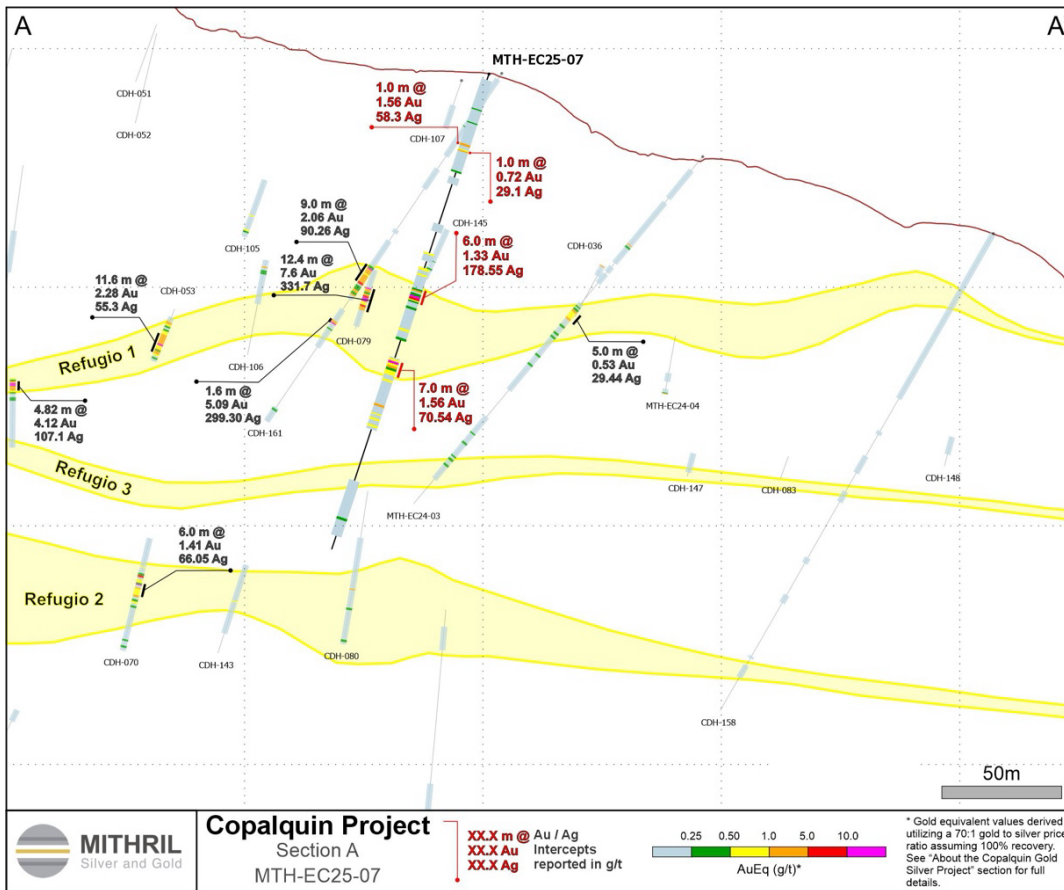 A
A
MTH-EC25-07
CDH-051
CDH-052
1.0 m @
1.56 Au
58.3 Ag
CDH-107
1.0 m @
0.72 Au
29.1 Ag
9.0 m @
2.06 Au
90.26 Ag
CDH-145
6.0 m @
1.33 Au
178.55 Ag
CDH-105
CDH-036
12.4 m @
7.6 Au
331.7 Ag
11.6 m @
2.28 Au
55.3 Ag
CDH-053
Refugio 1
CDH-079
CDH-106
5.0 m @
0.53 Au
29.44 Ag
1.6 m @
5.09 Au
299.30 Ag
7.0 m @
1.56 Au
70.54 Ag
4.82 m @
4.12 Au
107.1 Ag
CDH-161
MTH-EC24-04
Refugio 3
CDH-147
CDH-083
CDH-148
MTH-EC24-03
6.0 m @
1.41 Au
66.05 Ag
Refugio 2
CDH-070
CDH-143
CDH-080
CDH-158
50m
MITHRIL
Silver and Gold
Copalquin Project
Section A
MTH-EC25-07
XX.X m @
XX.X Au
XX.X Ag
Au / Ag
Intercepts
reported in g/t
0.25 0.50 1.0 5.0 10.0
AuEq (g/t)*
* Gold equivalent values derived
utilizing a 70:1 gold to silver price
ratio assuming 100% recovery.
See "About the Copalquin Gold
Silver Project" section for full
details.